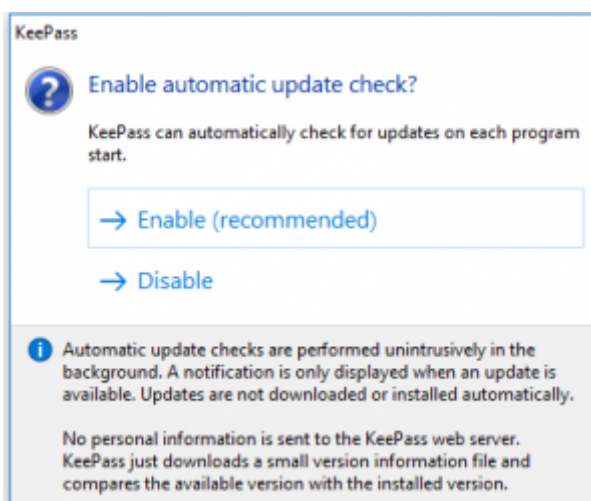 KeePass
Enable automatic update check?
KeePass can automatically check for updates on each program
start.
→ Enable (recommended)
→ Disable
Automatic update checks are performed unintrusively in the
background. A notification is only displayed when an update is
available. Updates are not downloaded or installed automatically.
No personal information is sent to the KeePass web server.
KeePass just downloads a small version information file and
compares the available version with the installed version.